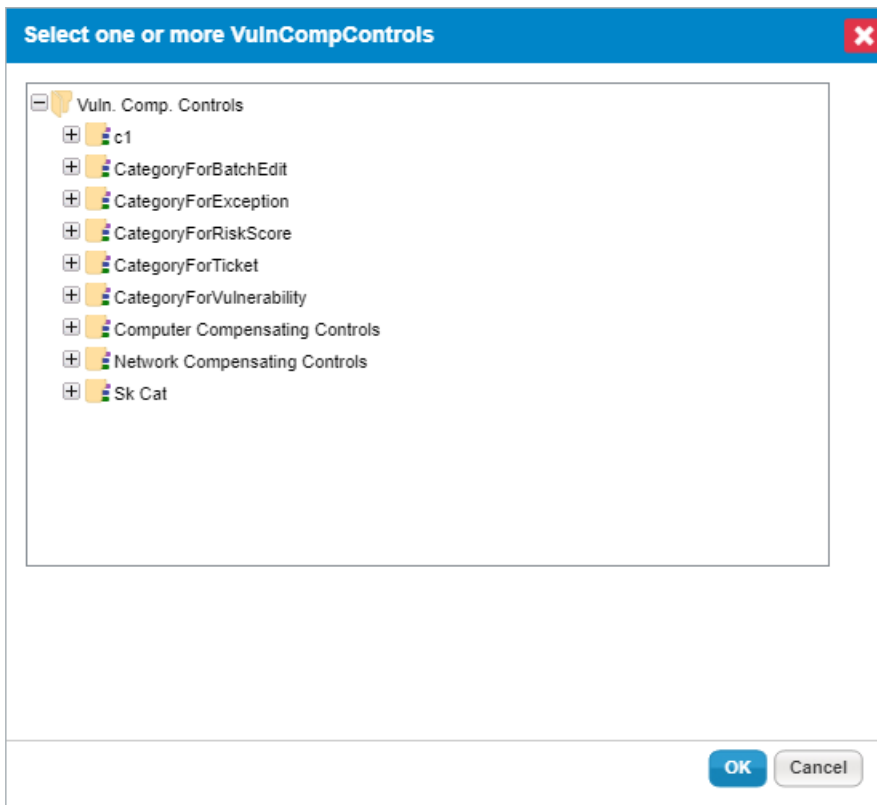 Select one or more VulnCompControls
Vuln. Comp. Controls
c1
CategoryForBatchEdit
CategoryForException
CategoryForRiskScore
CategoryForTicket
CategoryForVulnerability
Computer Compensating Controls
Network Compensating Controls
Sk Cat
OK Cancel